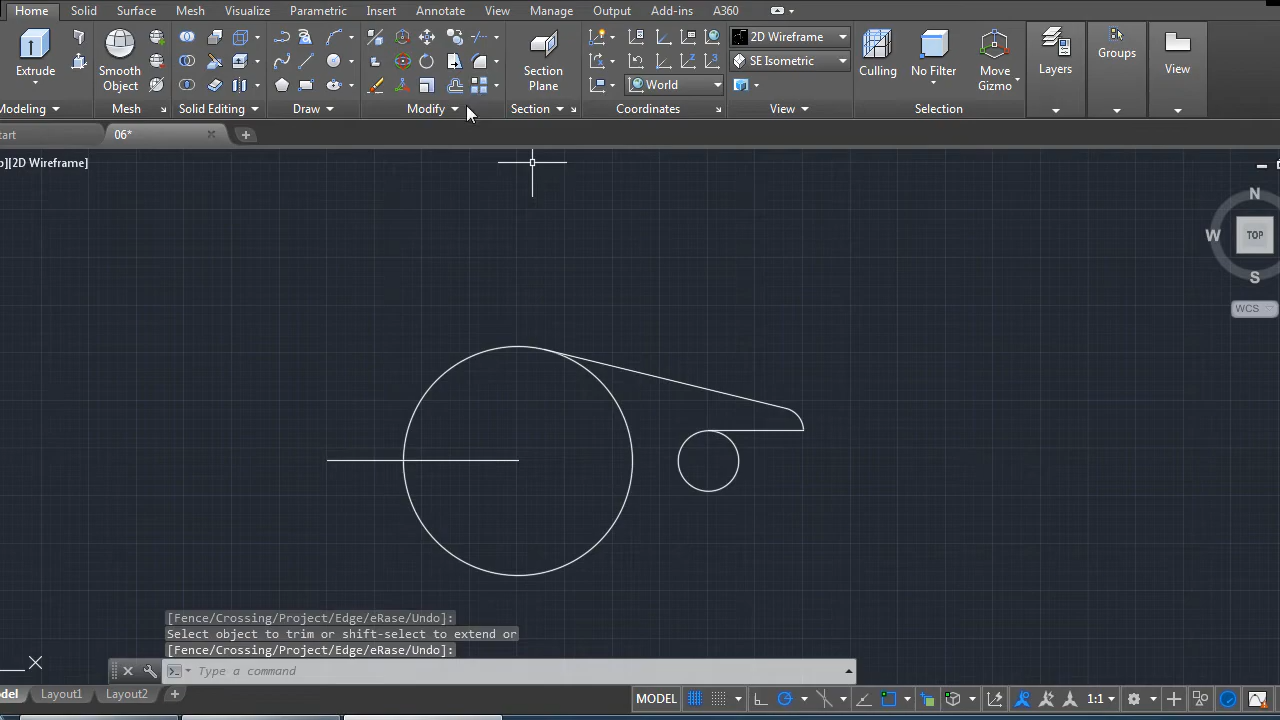 Home Solid Surface Mesh Visualize Parametric Insert Annotate View Manage Output Add-ins A360
2D Wireframe
SE Isometric
World
Extrude
Smooth Object
Section Plane
Culling
No Filter
Move Gizmo
Layers
Groups
View
Modeling Mesh Solid Editing Draw Modify Section Coordinates View Selection
tart 06*
p][2D Wireframe]
N
W
TOP
S
WCS
[Fence/Crossing/Project/Edge/eRase/Undo]:
Select object to trim or shift-select to extend or
[Fence/Crossing/Project/Edge/eRase/Undo]:
Type a command
odel Layout1 Layout2
MODEL 1:1